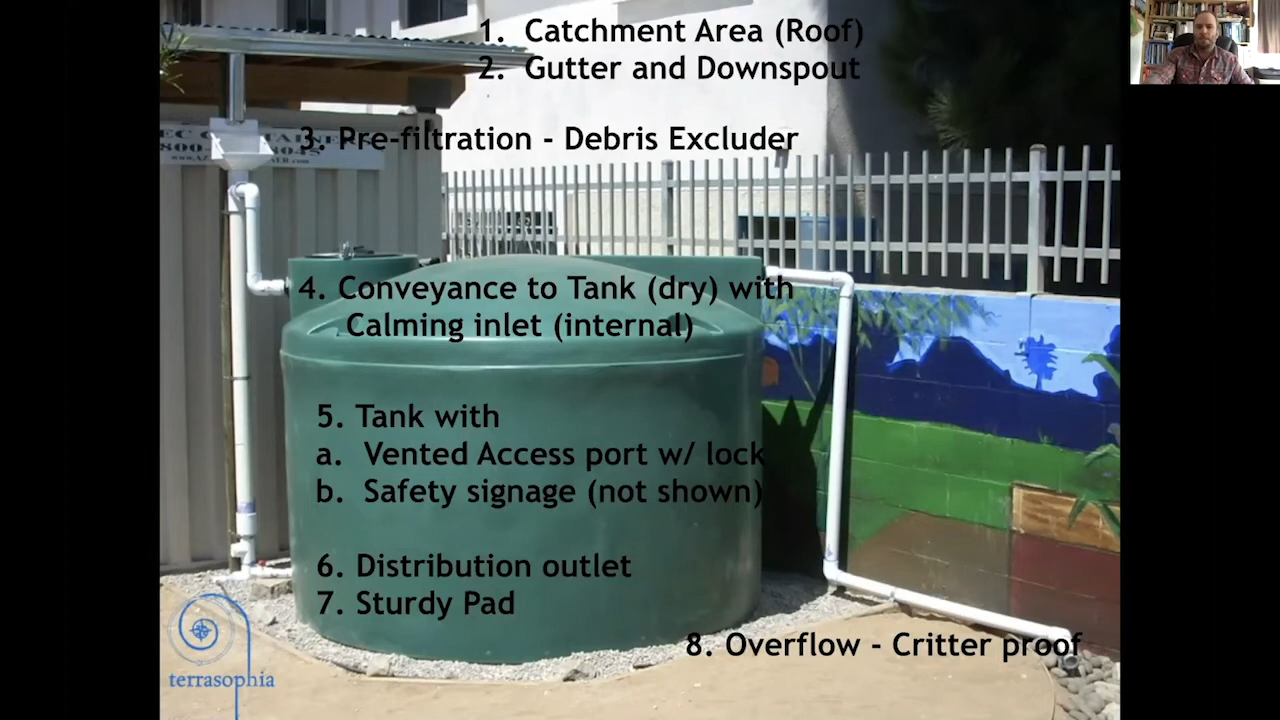 1. Catchment Area (Roof)
2. Gutter and Downspout
3. Pre-filtration - Debris Excluder
4. Conveyance to Tank (dry) with
Calming inlet (internal)
5. Tank with
a. Vented Access port w/ lock
b. Safety signage (not shown)
6. Distribution outlet
7. Sturdy Pad
8. Overflow - Critter proof
terrasophia